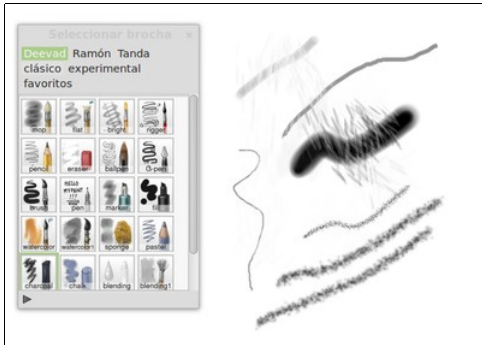 Seleccionar brocha
Deevad Ramón Tanda
clásico experimental
favoritos
mop flat bright rigger
pencil eraser ballpen G-pen
brush pen marker
watercolor watercolor1 sponge pastel
charcoal chalk blending blending1